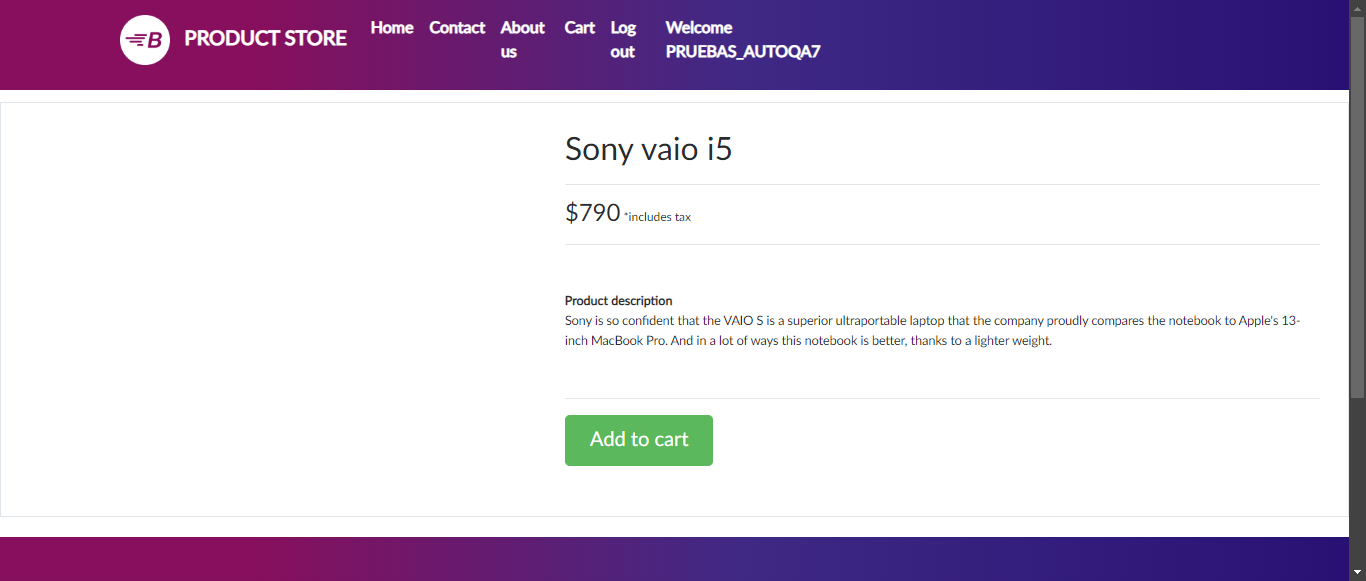 B PRODUCT STORE Home Contact About us Cart Log out Welcome PRUEBAS_AUTOQA7
Sony vaio i5
$790 *includes tax
Product description
Sony is so confident that the VAIO S is a superior ultraportable laptop that the company proudly compares the notebook to Apple's 13-
inch MacBook Pro. And in a lot of ways this notebook is better, thanks to a lighter weight.
Add to cart